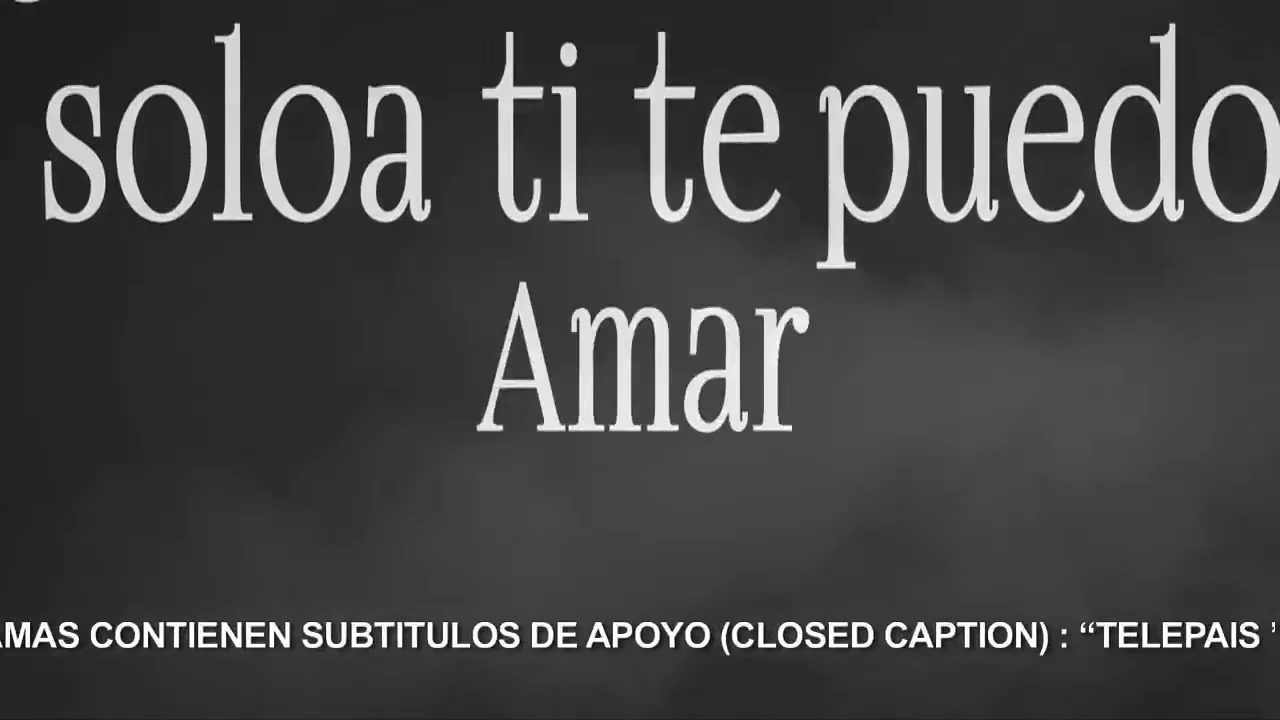 soloa ti te puedo
Amar
AMAS CONTIENEN SUBTITULOS DE APOYO (CLOSED CAPTION) : “TELEPAIS ”